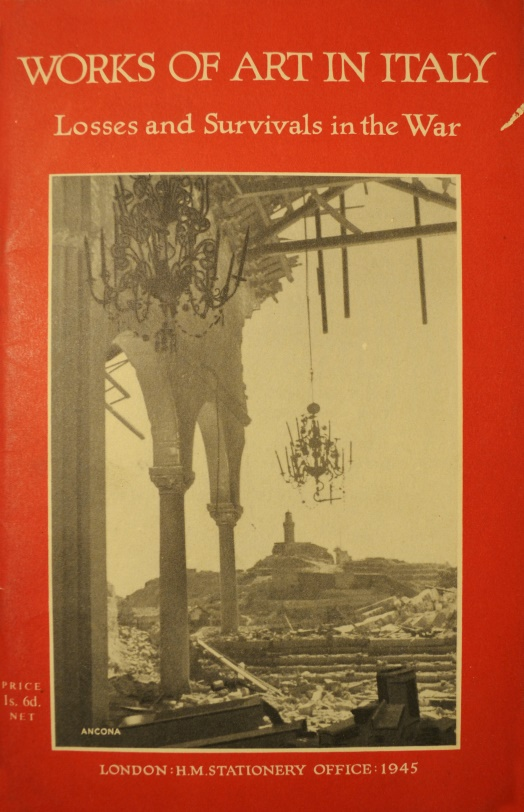 WORKS OF ART IN ITALY
Losses and Survivals in the War
PRICE
1s. 6d.
NET
ANCONA
LONDON : H.M. STATIONERY OFFICE : 1945